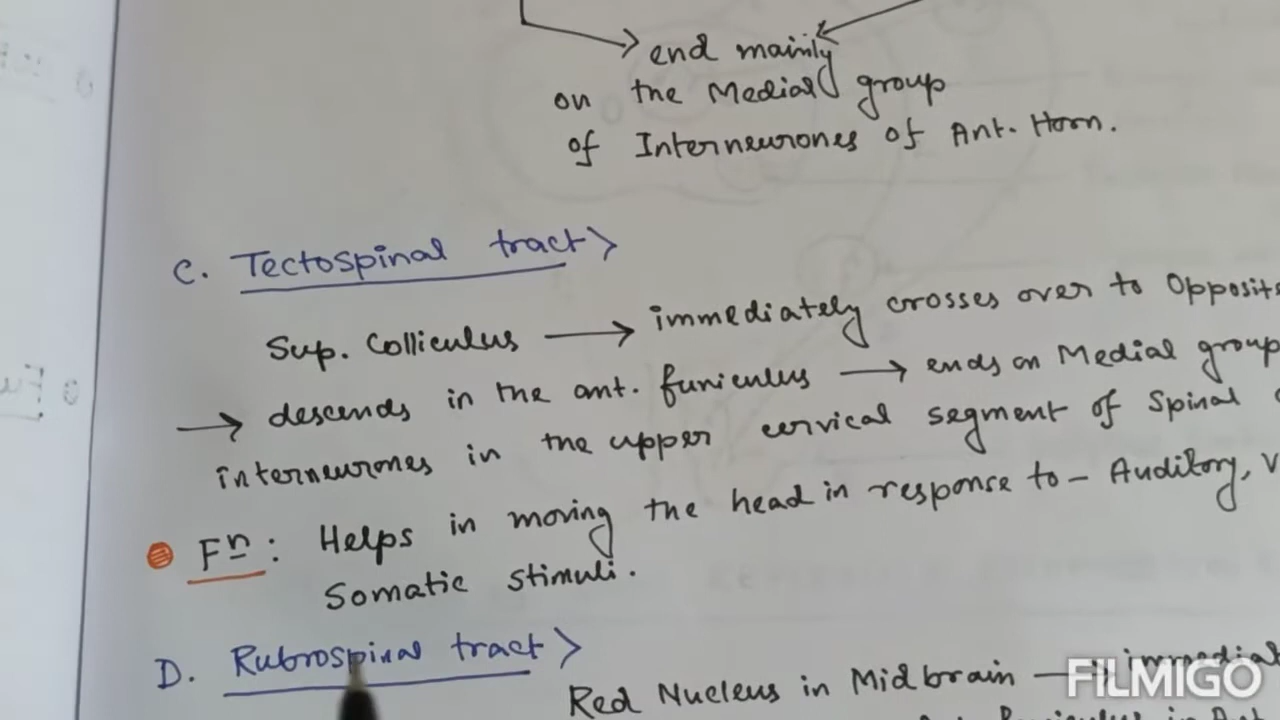 end mainly
on the Medial group
of Interneurones of Ant. Horn.
C. Tectospinal tract >
Sup. Colliculus → immediately crosses over to Opposite
→ descends in the ant. funiculus → ends on Medial group
interneurones in the upper cervical segment of Spinal
Fn : Helps in moving the head in response to - Auditory, V
Somatic stimuli.
D. Rubrospinal tract >
Red Nucleus in Midbrain →
FILMIGO